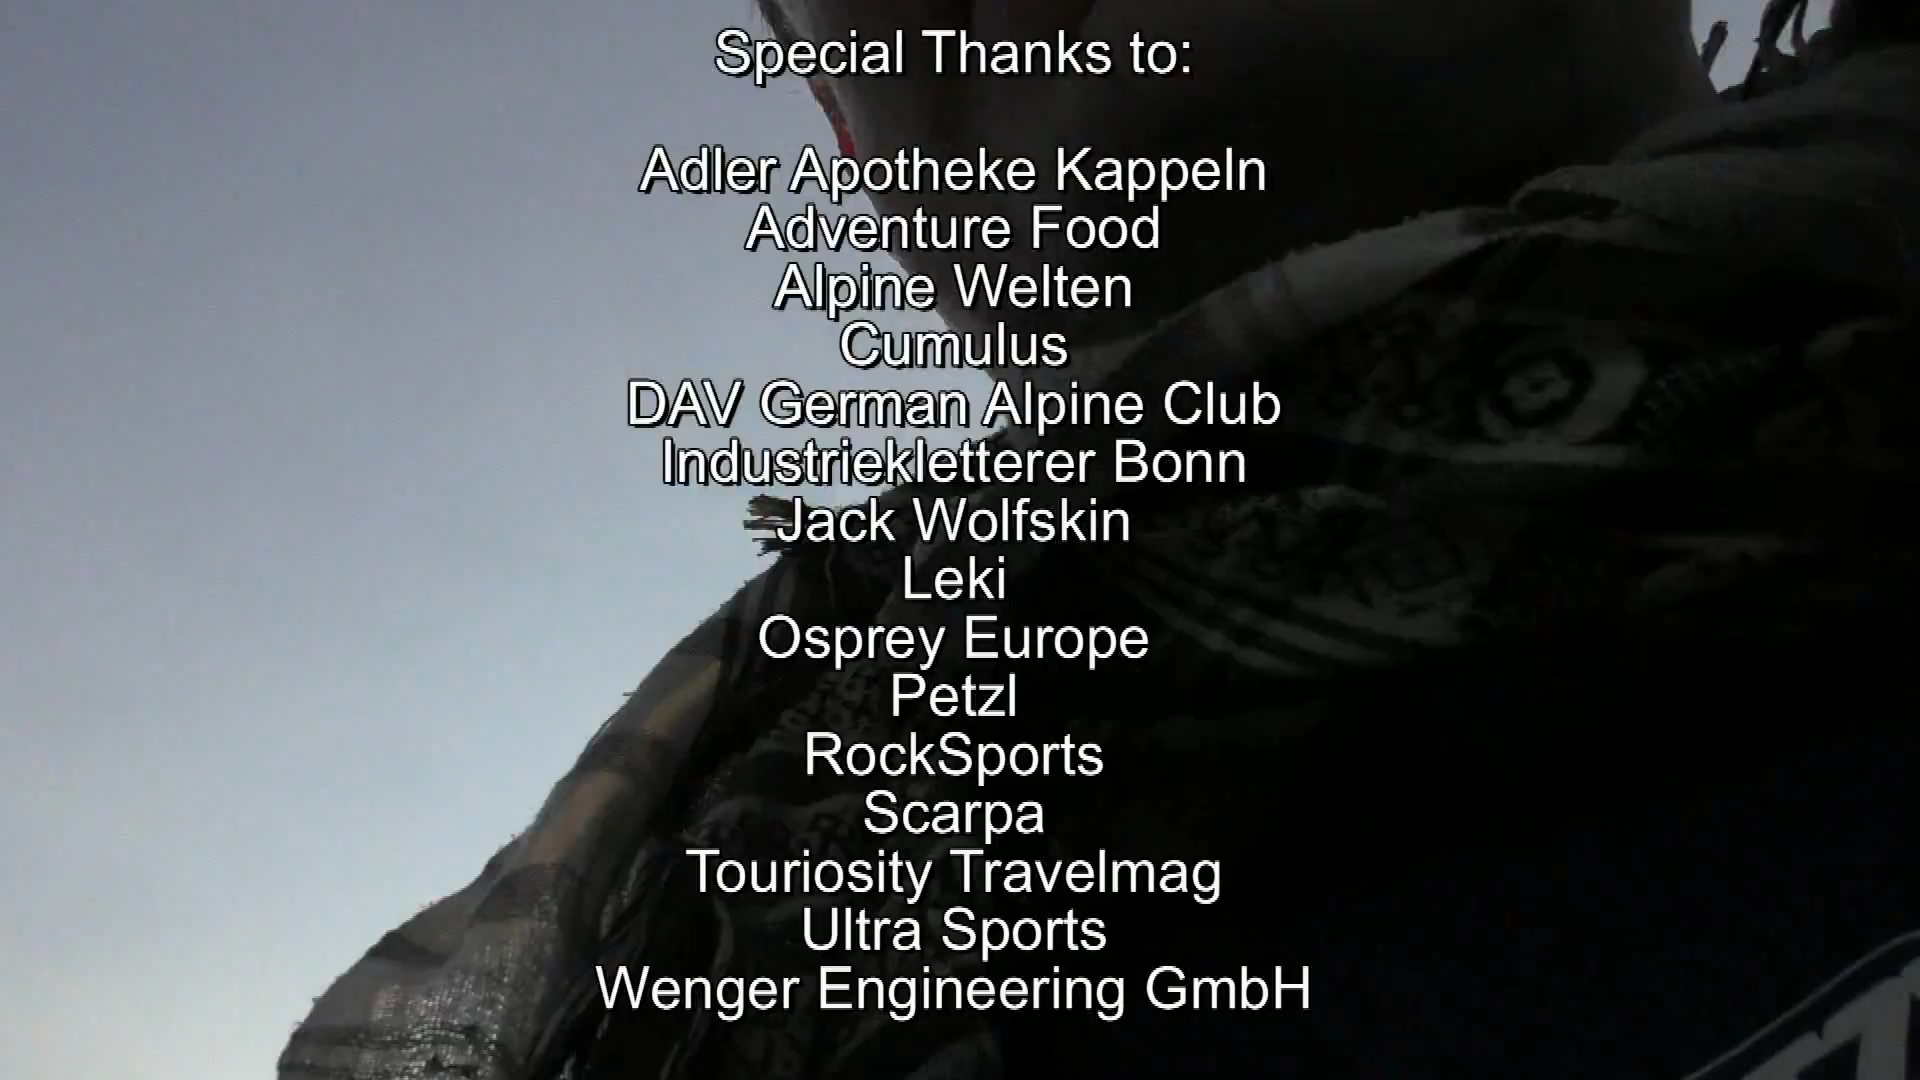 Special Thanks to:
Adler Apotheke Kappeln
Adventure Food
Alpine Welten
Cumulus
DAV German Alpine Club
Industriekletterer Bonn
Jack Wolfskin
Leki
Osprey Europe
Petzl
RockSports
Scarpa
Touriosity Travelmag
Ultra Sports
Wenger Engineering GmbH